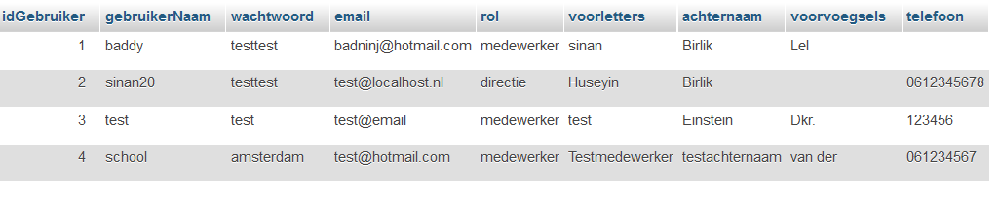 idGebruiker gebruikerNaam wachtwoord email rol voorletters achternaam voorvoegsels telefoon
1 baddy testtest badninj@hotmail.com medewerker sinan Birlik Lel
2 sinan20 testtest test@localhost.nl directie Huseyin Birlik 0612345678
3 test test test@email medewerker test Einstein Dkr. 123456
4 school amsterdam test@hotmail.com medewerker Testmedewerker testachternaam van der 061234567